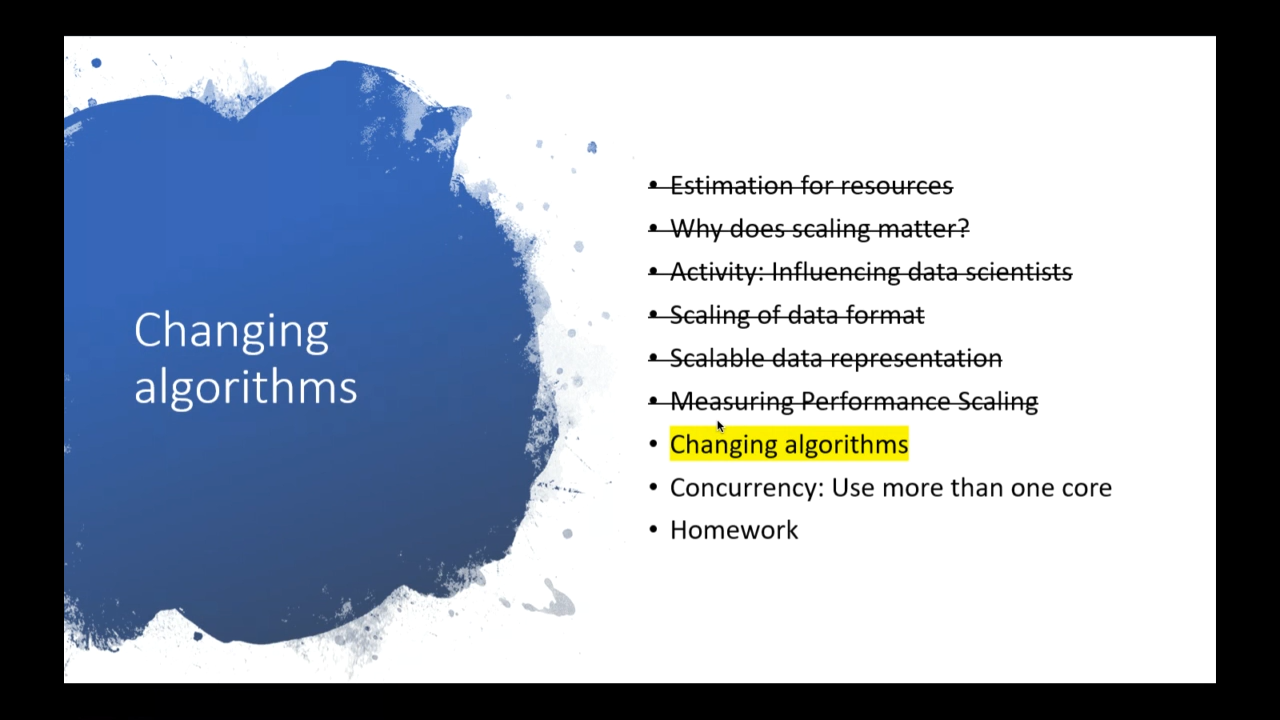 Changing
algorithms
• Estimation for resources
• Why does scaling matter?
• Activity: Influencing data scientists
• Scaling of data format
• Scalable data representation
• Measuring Performance Scaling
• Changing algorithms
• Concurrency: Use more than one core
• Homework